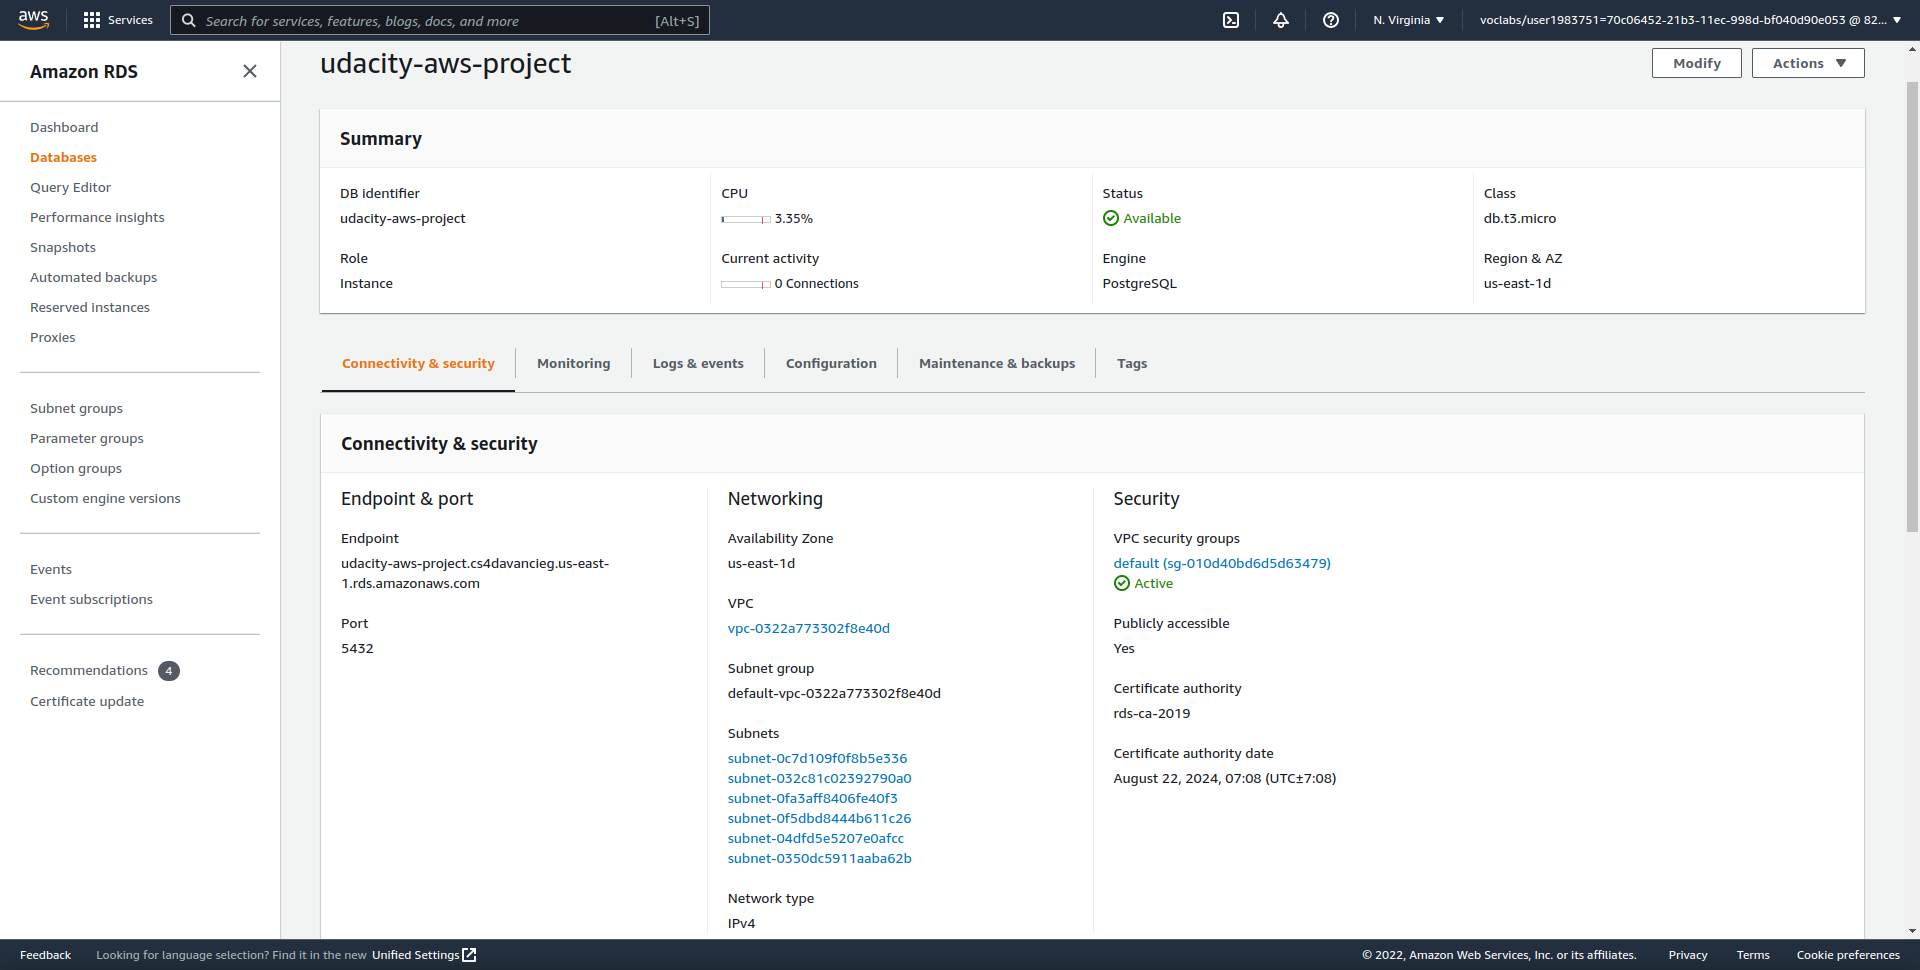 aws
Services
Search for services, features, blogs, docs, and more
[Alt+S]
N. Virginia
voclabs/user1983751=70c06452-21b3-11ec-998d-bf040d90e053 @ 82...
Amazon RDS
Dashboard
Databases
Query Editor
Performance insights
Snapshots
Automated backups
Reserved instances
Proxies
Subnet groups
Parameter groups
Option groups
Custom engine versions
Events
Event subscriptions
Recommendations 4
Certificate update
udacity-aws-project
Modify
Actions
Summary
DB identifier
udacity-aws-project
CPU
3.35%
Status
Available
Class
db.t3.micro
Role
Instance
Current activity
0 Connections
Engine
PostgreSQL
Region & AZ
us-east-1d
Connectivity & security
Monitoring
Logs & events
Configuration
Maintenance & backups
Tags
Connectivity & security
Endpoint & port
Endpoint
udacity-aws-project.cs4davancieg.us-east-
1.rds.amazonaws.com
Port
5432
Networking
Availability Zone
us-east-1d
VPC
vpc-0322a773302f8e40d
Subnet group
default-vpc-0322a773302f8e40d
Subnets
subnet-0c7d109f0f8b5e336
subnet-032c81c02392790a0
subnet-0fa3aff8406fe40f3
subnet-0f5dbd8444b611c26
subnet-04dfd5e5207e0afcc
subnet-0350dc5911aaba62b
Network type
IPv4
Security
VPC security groups
default (sg-010d40bd6d5d63479)
Active
Publicly accessible
Yes
Certificate authority
rds-ca-2019
Certificate authority date
August 22, 2024, 07:08 (UTC±7:08)
Feedback
Looking for language selection? Find it in the new Unified Settings
© 2022, Amazon Web Services, Inc. or its affiliates.
Privacy
Terms
Cookie preferences